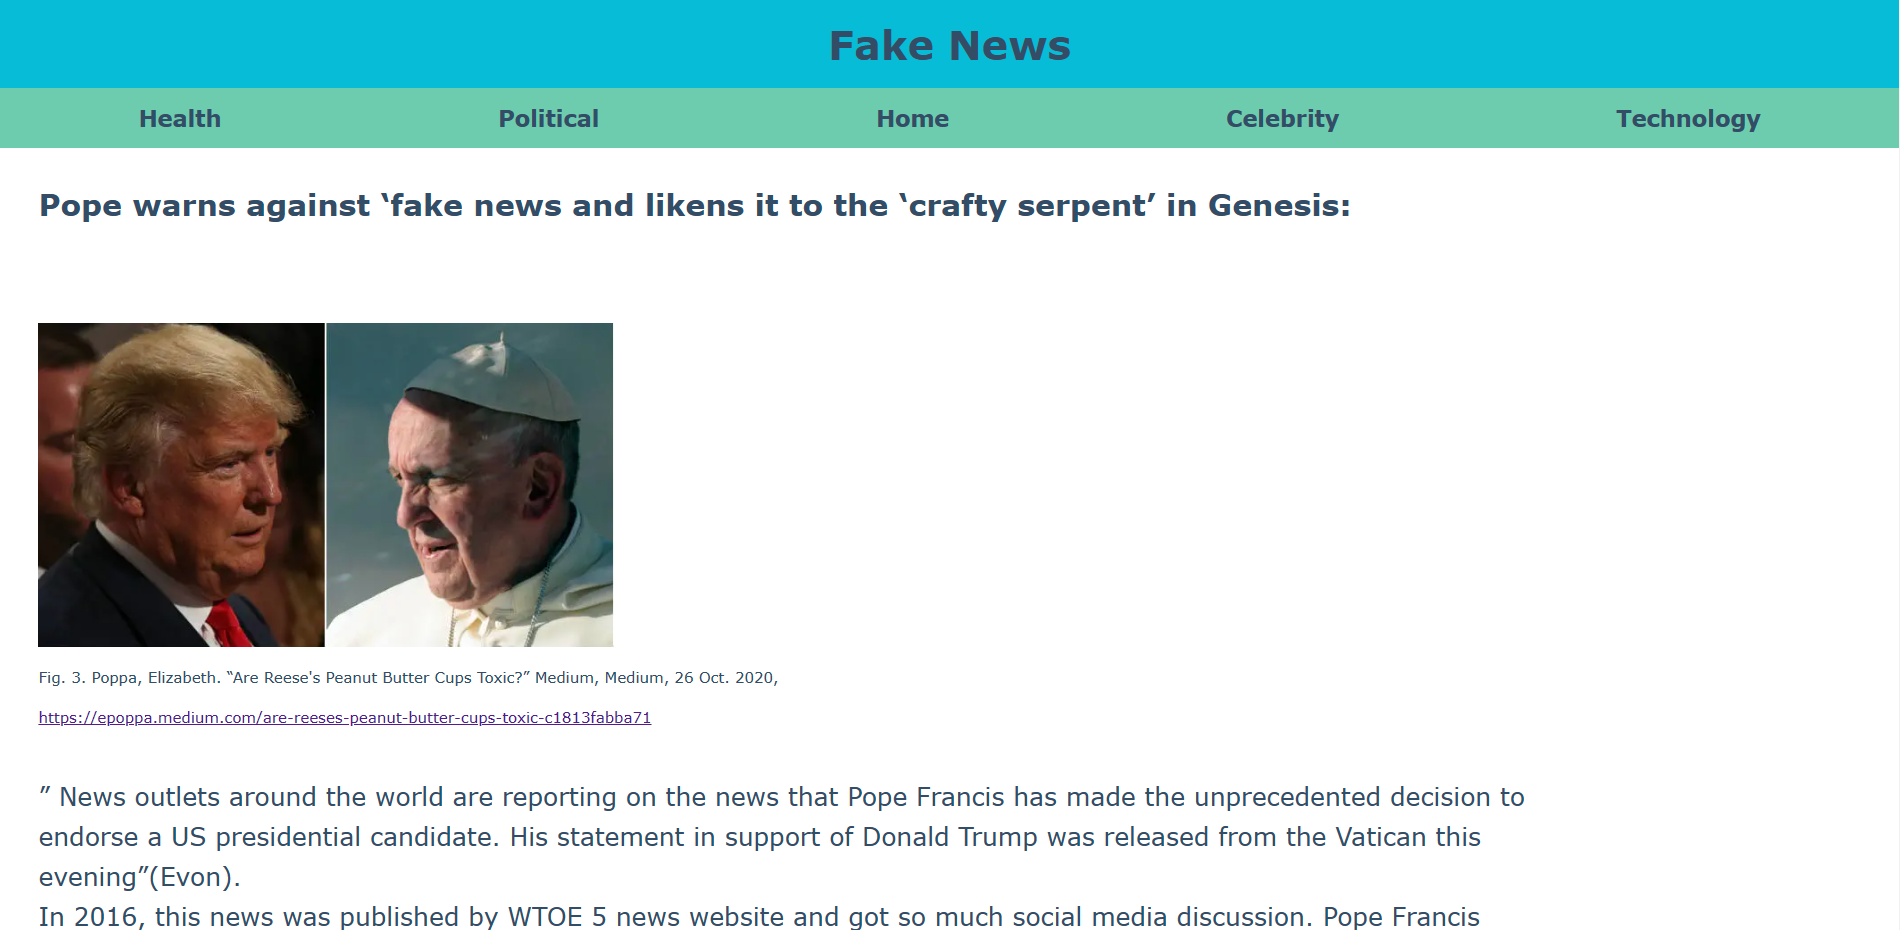 Fake News
Health Political Home Celebrity Technology
Pope warns against ‘fake news and likens it to the ‘crafty serpent’ in Genesis:
Fig. 3. Poppa, Elizabeth. “Are Reese's Peanut Butter Cups Toxic?” Medium, Medium, 26 Oct. 2020,
https://epoppa.medium.com/are-reeses-peanut-butter-cups-toxic-c1813fabba71
” News outlets around the world are reporting on the news that Pope Francis has made the unprecedented decision to
endorse a US presidential candidate. His statement in support of Donald Trump was released from the Vatican this
evening”(Evon).
In 2016, this news was published by WTOE 5 news website and got so much social media discussion. Pope Francis